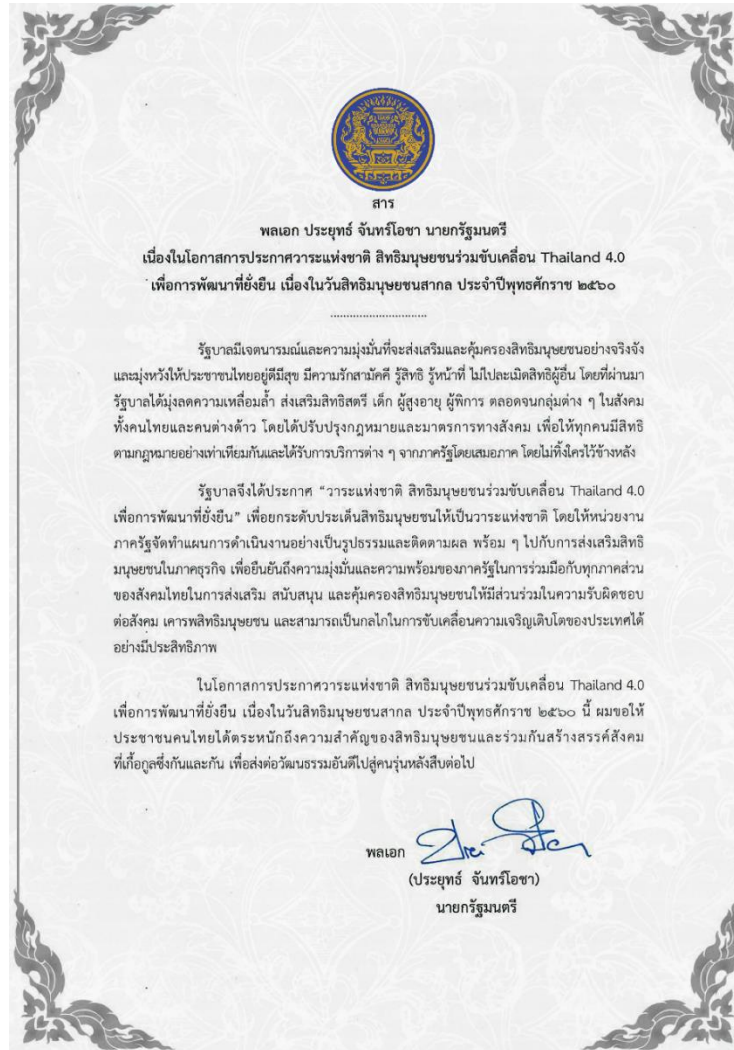 สาร
พลเอก ประยุทธ์ จันทร์โอชา นายกรัฐมนตรี
เนื่องในโอกาสการประกาศวาระแห่งชาติ สิทธิมนุษยชนร่วมขับเคลื่อน Thailand 4.0
เพื่อการพัฒนาที่ยั่งยืน เนื่องในวันสิทธิมนุษยชนสากล ประจำปีพุทธศักราช ๒๕๖๐
..............................
รัฐบาลมีเจตนารมณ์และความมุ่งมั่นที่จะส่งเสริมและคุ้มครองสิทธิมนุษยชนอย่างจริงจัง
และมุ่งหวังให้ประชาชนไทยอยู่ดีมีสุข มีความรักสามัคคี รู้สิทธิ รู้หน้าที่ ไม่ไปละเมิดสิทธิผู้อื่น โดยที่ผ่านมา
รัฐบาลได้มุ่งลดความเหลื่อมล้ำ ส่งเสริมสิทธิสตรี เด็ก ผู้สูงอายุ ผู้พิการ ตลอดจนกลุ่มต่าง ๆ ในสังคม
ทั้งคนไทยและคนต่างด้าว โดยได้ปรับปรุงกฎหมายและมาตรการทางสังคม เพื่อให้ทุกคนมีสิทธิ
ตามกฎหมายอย่างเท่าเทียมกันและได้รับการบริการต่าง ๆ จากภาครัฐโดยเสมอภาค โดยไม่ทิ้งใครไว้ข้างหลัง
รัฐบาลจึงได้ประกาศ “วาระแห่งชาติ สิทธิมนุษยชนร่วมขับเคลื่อน Thailand 4.0
เพื่อการพัฒนาที่ยั่งยืน” เพื่อยกระดับประเด็นสิทธิมนุษยชนให้เป็นวาระแห่งชาติ โดยให้หน่วยงาน
ภาครัฐจัดทำแผนการดำเนินงานอย่างเป็นรูปธรรมและติดตามผล พร้อม ๆ ไปกับการส่งเสริมสิทธิ
มนุษยชนในภาคธุรกิจ เพื่อยืนยันถึงความมุ่งมั่นและความพร้อมของภาครัฐในการร่วมมือกับทุกภาคส่วน
ของสังคมไทยในการส่งเสริม สนับสนุน และคุ้มครองสิทธิมนุษยชนให้มีส่วนร่วมในความรับผิดชอบ
ต่อสังคม เคารพสิทธิมนุษยชน และสามารถเป็นกลไกในการขับเคลื่อนความเจริญเติบโตของประเทศได้
อย่างมีประสิทธิภาพ
ในโอกาสการประกาศวาระแห่งชาติ สิทธิมนุษยชนร่วมขับเคลื่อน Thailand 4.0
เพื่อการพัฒนาที่ยั่งยืน เนื่องในวันสิทธิมนุษยชนสากล ประจำปีพุทธศักราช ๒๕๖๐ นี้ ผมขอให้
ประชาชนคนไทยได้ตระหนักถึงความสำคัญของสิทธิมนุษยชนและร่วมกันสร้างสรรค์สังคม
ที่เกื้อกูลซึ่งกันและกัน เพื่อส่งต่อวัฒนธรรมอันดีไปสู่คนรุ่นหลังสืบต่อไป
พลเอก
(ประยุทธ์ จันทร์โอชา)
นายกรัฐมนตรี